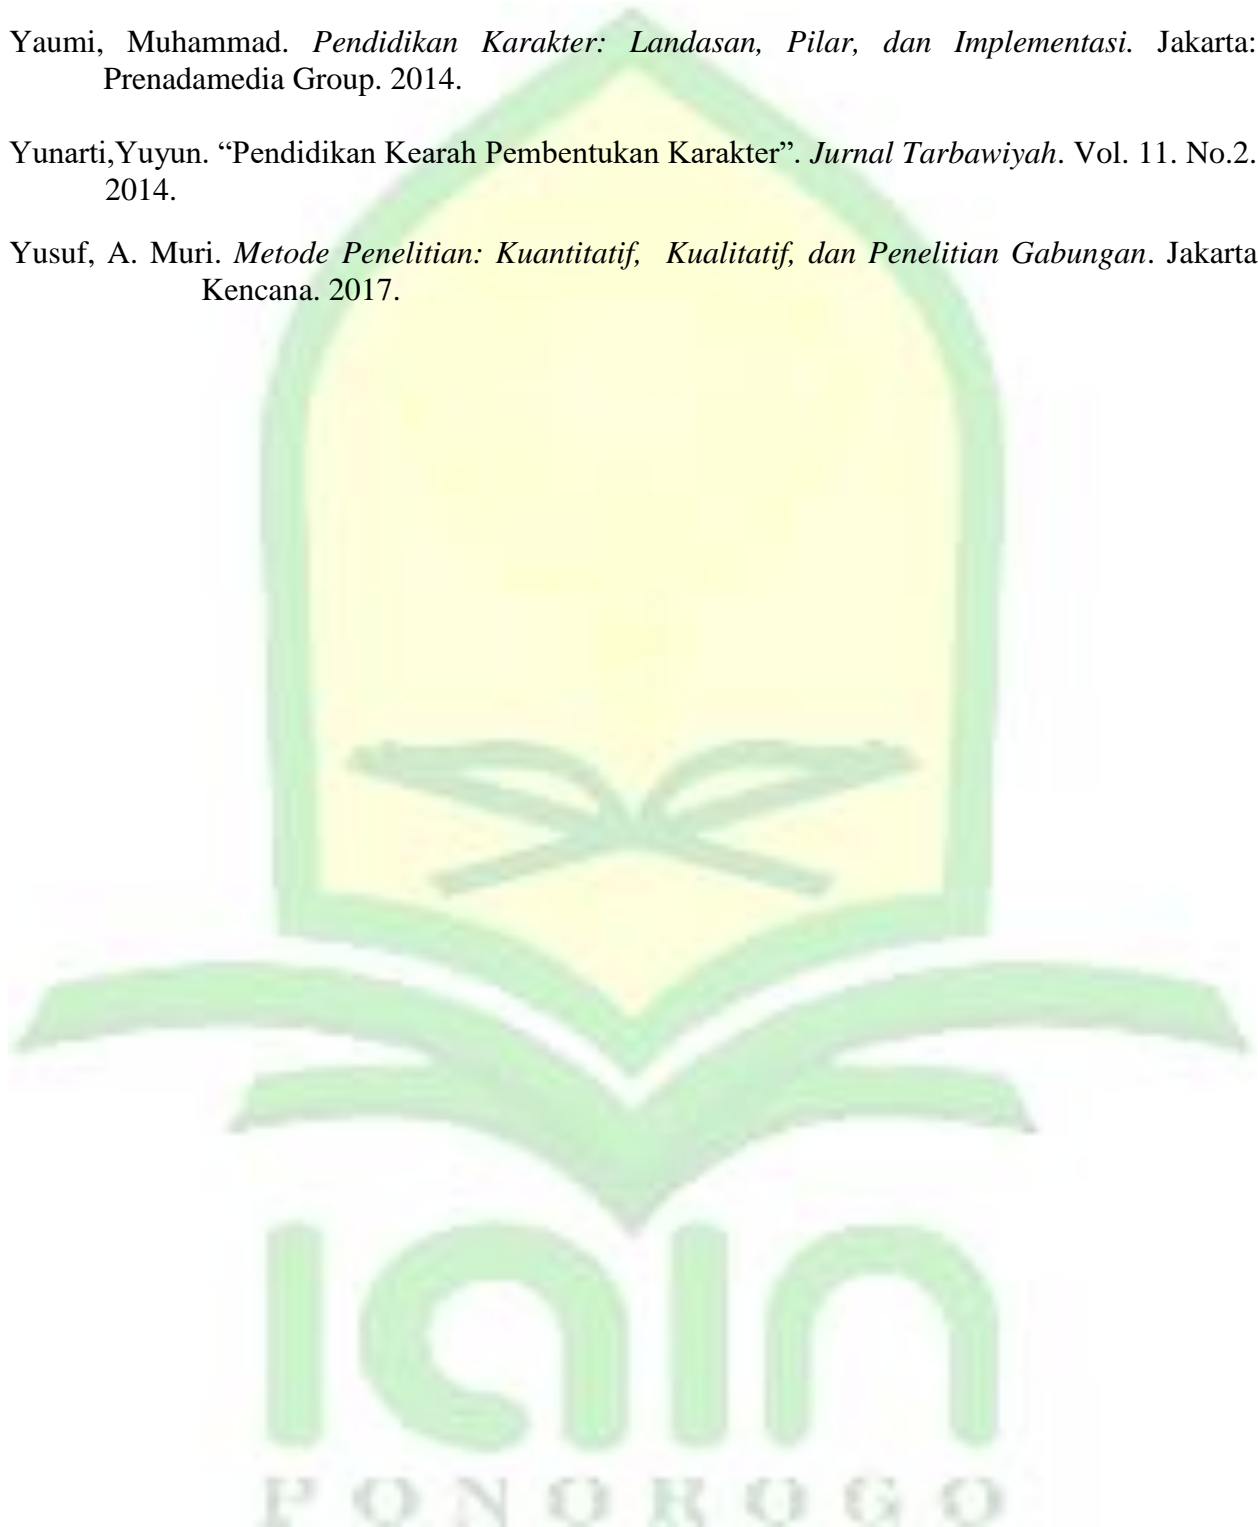 Yaumi, Muhammad. Pendidikan Karakter: Landasan, Pilar, dan Implementasi. Jakarta:
Prenadamedia Group. 2014.
Yunarti,Yuyun. “Pendidikan Kearah Pembentukan Karakter”. Jurnal Tarbawiyah. Vol. 11. No.2.
2014.
Yusuf, A. Muri. Metode Penelitian: Kuantitatif, Kualitatif, dan Penelitian Gabungan. Jakarta
Kencana. 2017.
iain
PONOROGO